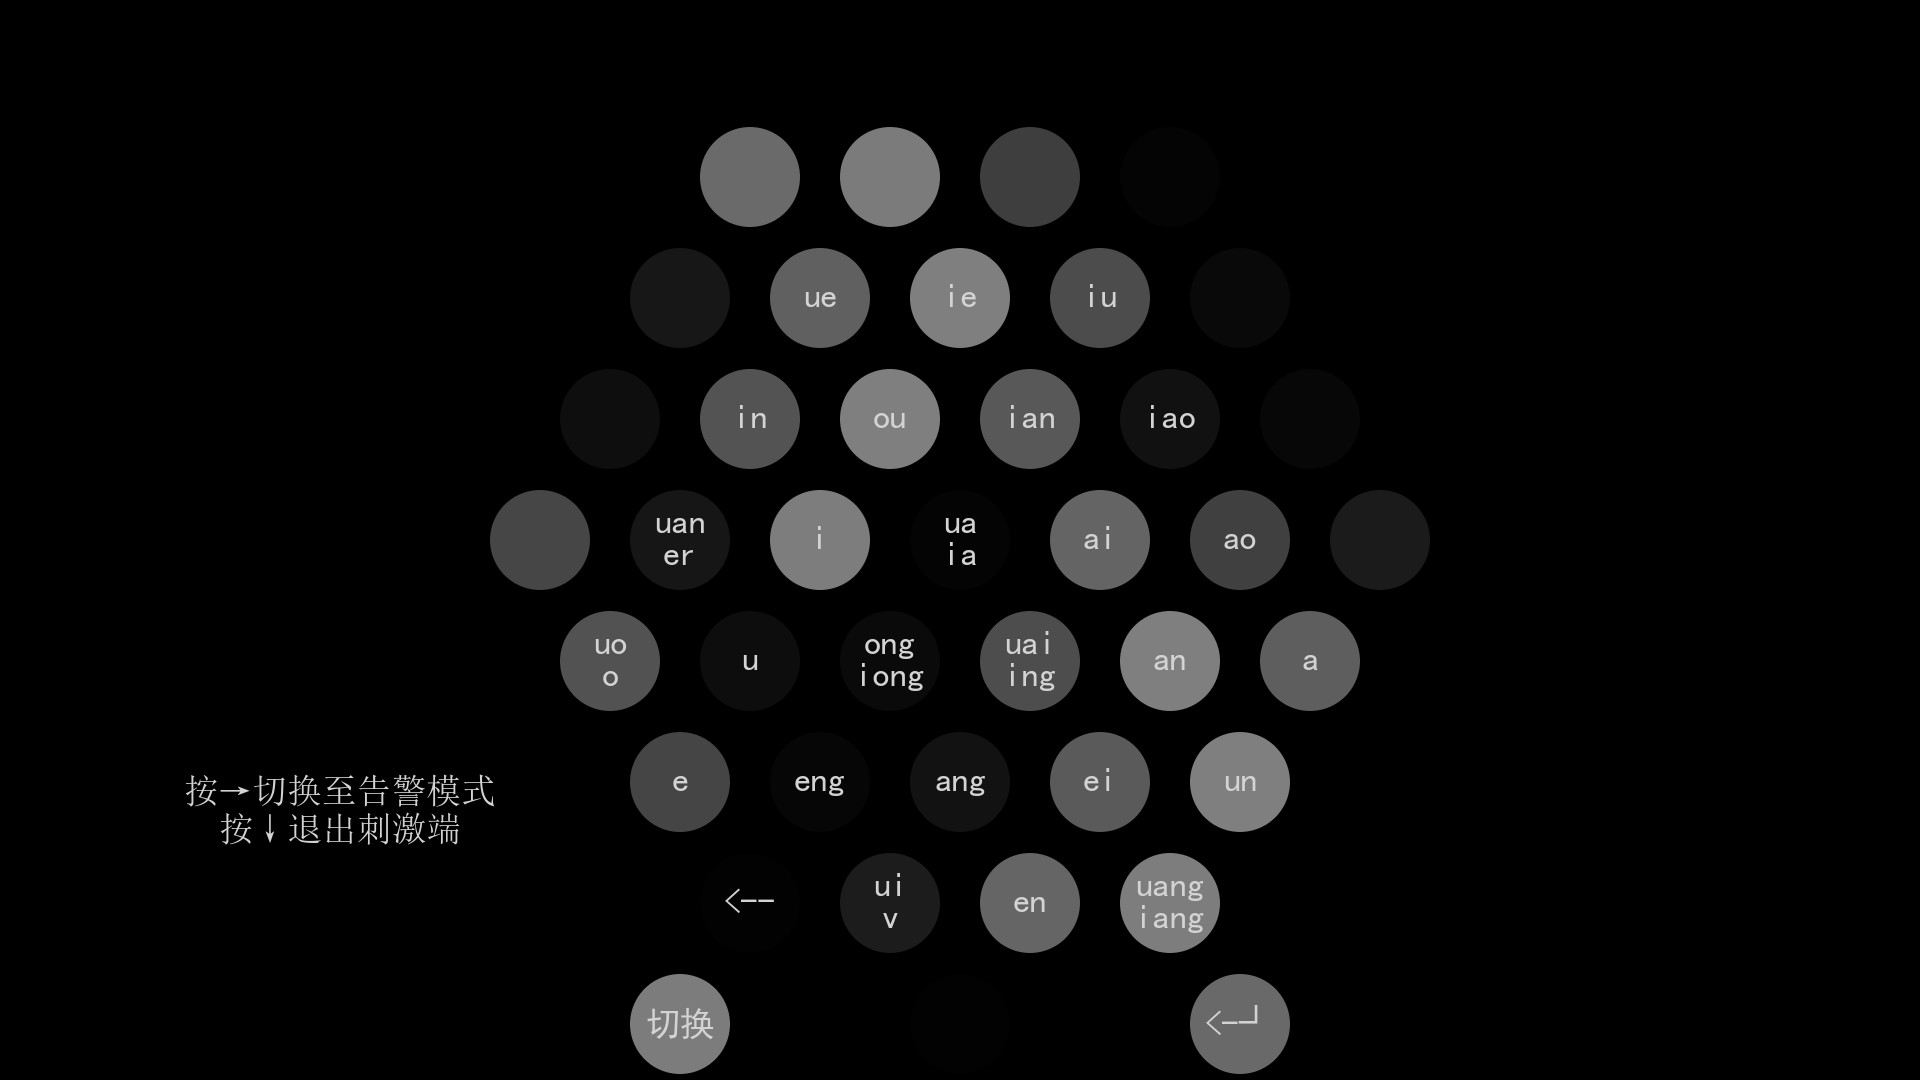 ue
ie
iu
in
ou
ian
iao
uan
er
i
ua
ia
ai
ao
uo
o
u
ong
iong
uai
ing
an
a
e
eng
ang
ei
un
按→切换至告警模式
按↓退出刺激端
<--
ui
v
en
uang
iang
切换
<-┘